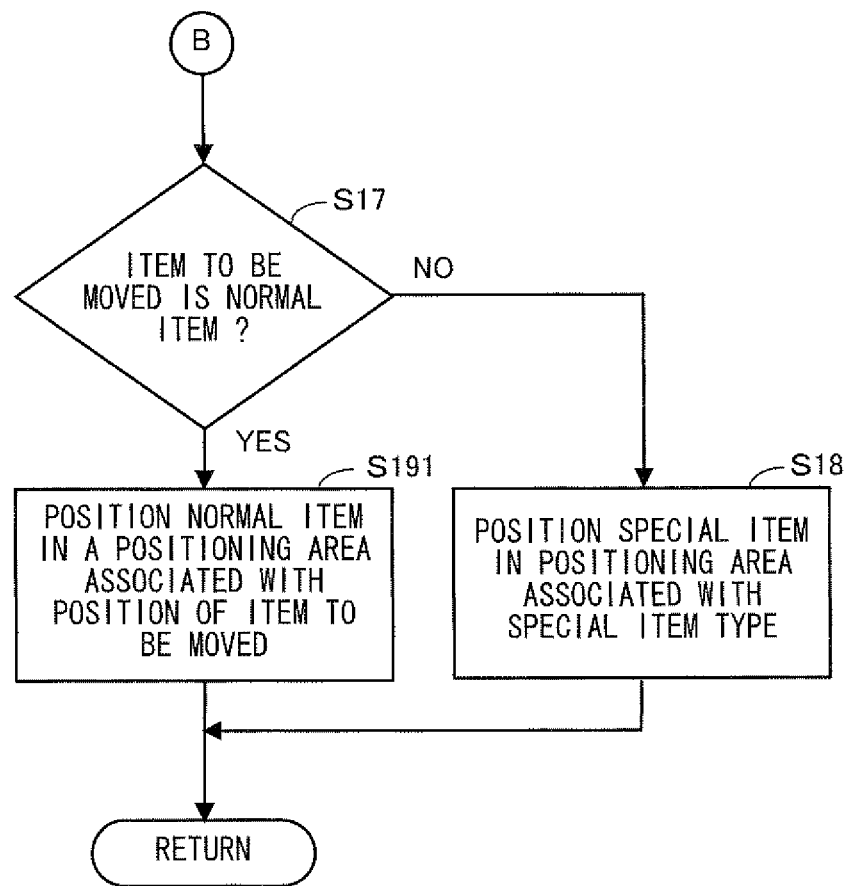 B
S17
ITEM TO BE
MOVED IS NORMAL
ITEM ?
NO
YES
S191
POSITION NORMAL ITEM
IN A POSITIONING AREA
ASSOCIATED WITH
POSITION OF ITEM TO
BE MOVED
S18
POSITION SPECIAL ITEM
IN POSITIONING AREA
ASSOCIATED WITH
SPECIAL ITEM TYPE
RETURN